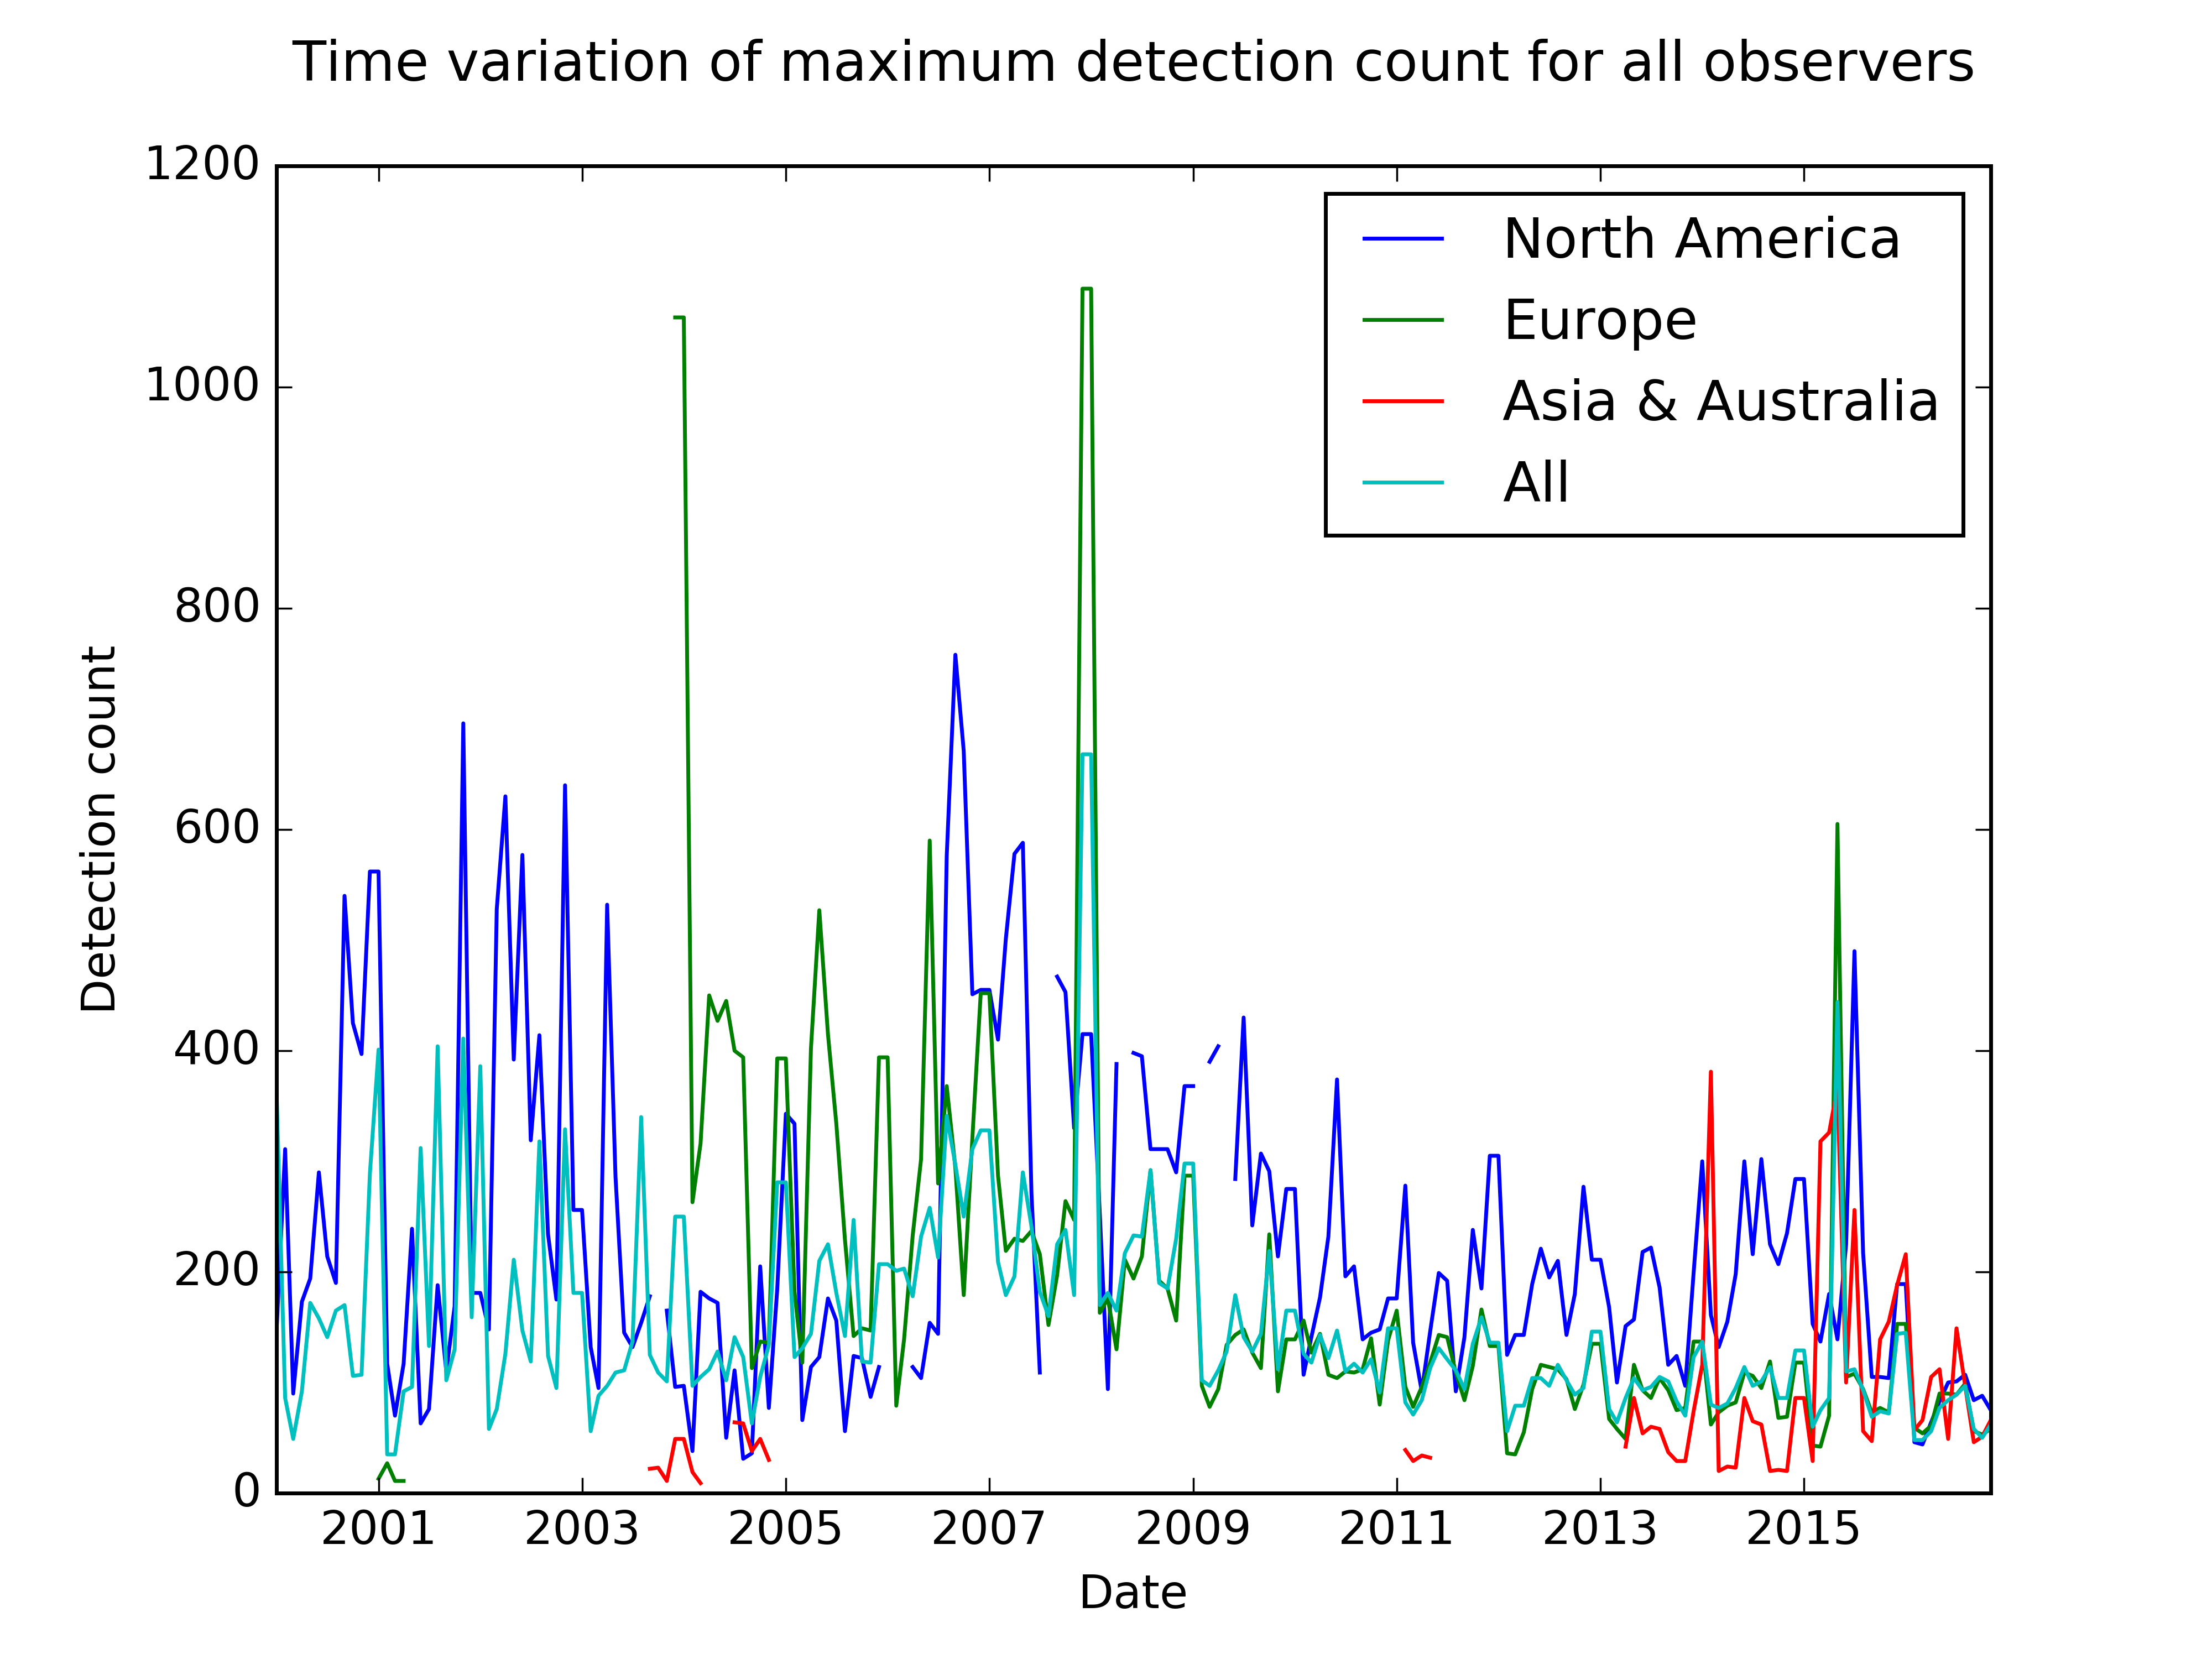 Time variation of maximum detection count for all observers
1200
1000
800
600
400
200
0
Detection count
North America
Europe
Asia & Australia
All
2001 2003 2005 2007 2009 2011 2013 2015
Date